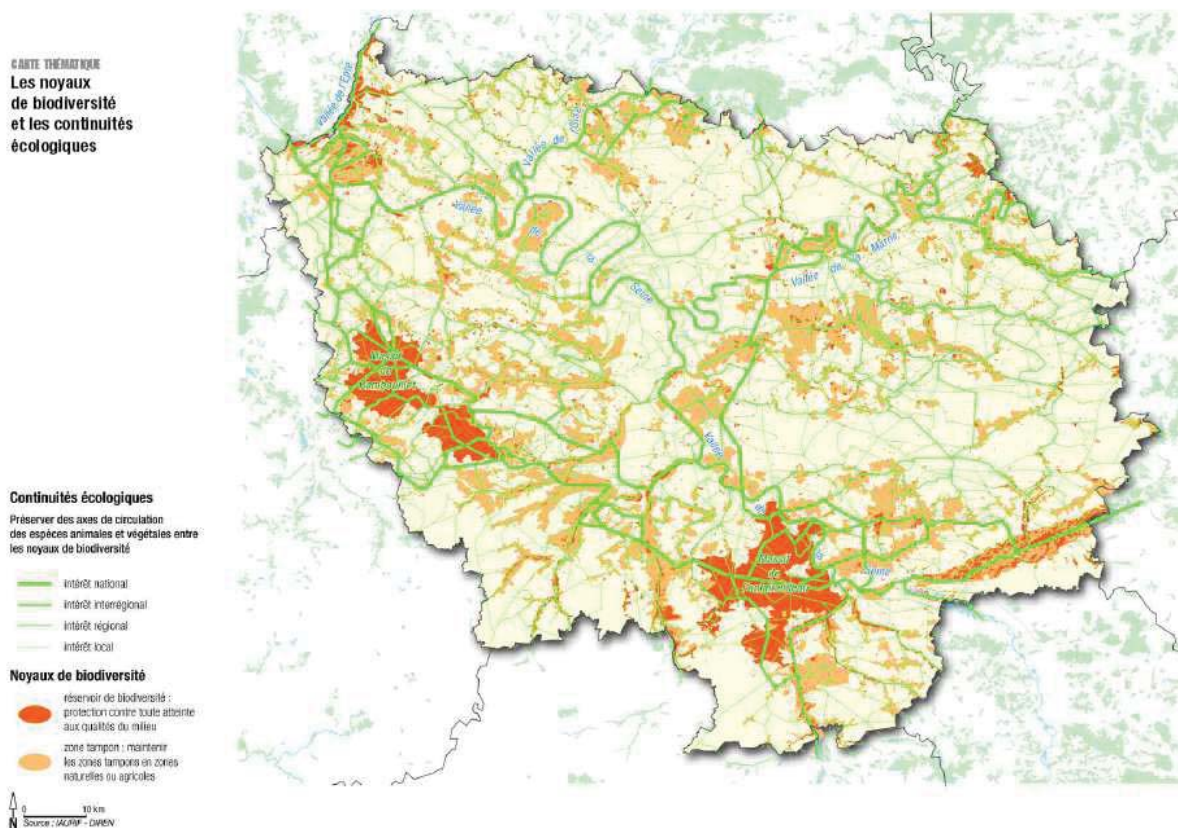 CARTE THÉMATIQUE
Les noyaux
de biodiversité
et les continuités
écologiques
Vallée de l'Epte
Vallée de l'Oise
Vallée
de
la
Seine
Vallée de la Marne
Massif
de
Rambouillet
Vallée
de
la
Seine
Massif
de
Fontainebleau
Continuités écologiques
Préserver des axes de circulation
des espèces animales et végétales entre
les noyaux de biodiversité
intérêt national
intérêt interrégional
intérêt régional
intérêt local
Noyaux de biodiversité
réservoir de biodiversité :
protection contre toute atteinte
aux qualités du milieu
zone tampon : maintenir
les zones tampons en zones
naturelles ou agricoles
N
0 10 km
Source : IAURIF - DIREN